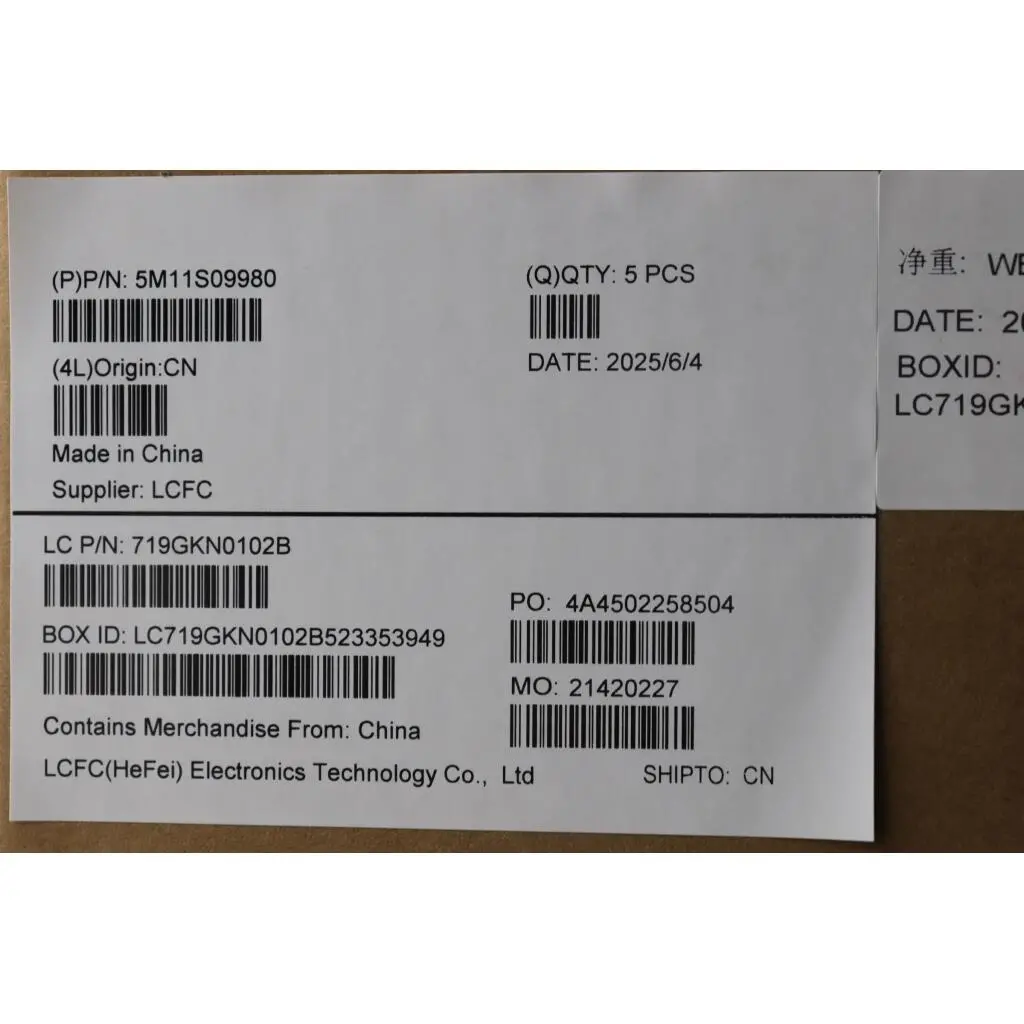 (P)P/N: 5M11S09980
(Q)QTY: 5 PCS
(4L)Origin:CN
DATE: 2025/6/4
Made in China
Supplier: LCFC
LC P/N: 719GKN0102B
PO: 4A4502258504
BOX ID: LC719GKN0102B523353949
MO: 21420227
Contains Merchandise From: China
LCFC(HeFei) Electronics Technology Co., Ltd
SHIPTO: CN
净重:
DATE:
BOXID:
LC719GK